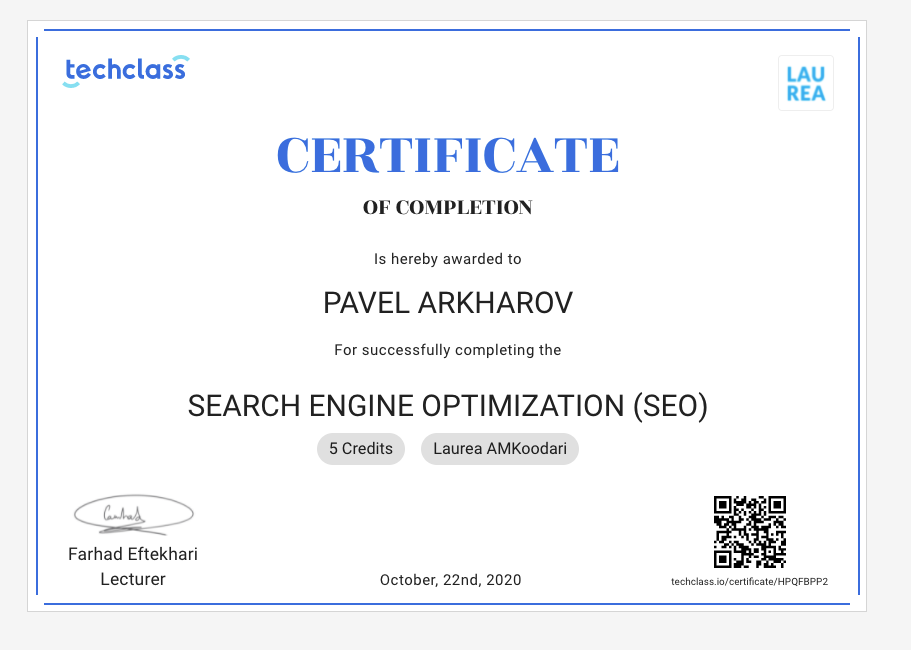 techclass
LAU
REA
CERTIFICATE
OF COMPLETION
Is hereby awarded to
PAVEL ARKHAROV
For successfully completing the
SEARCH ENGINE OPTIMIZATION (SEO)
5 Credits
Laurea AMKoodari
Farhad Eftekhari
Lecturer
October, 22nd, 2020
techclass.io/certificate/HPQFBPP2